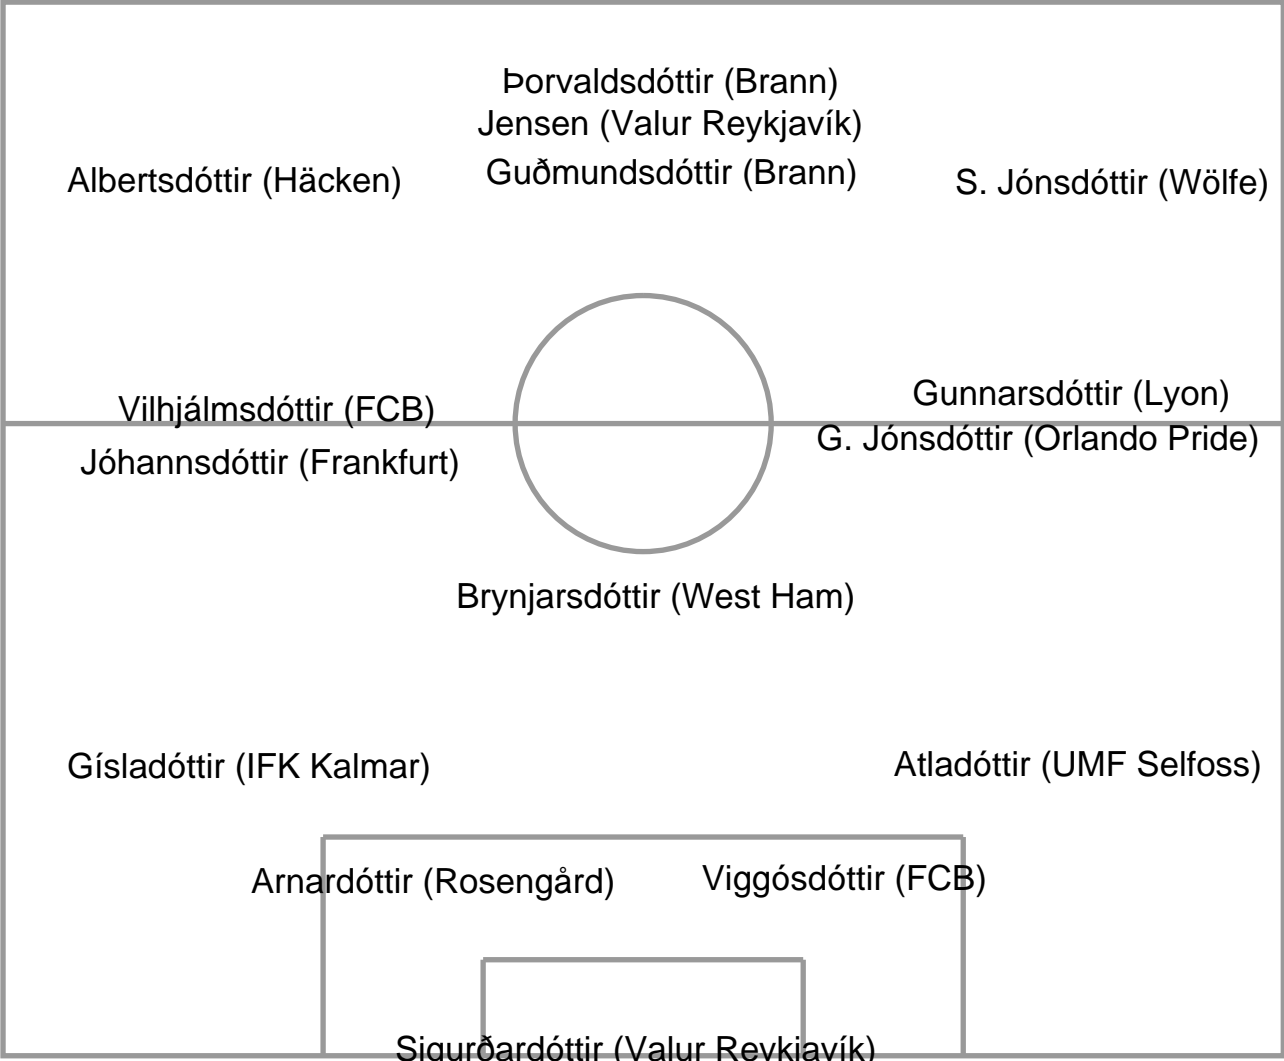 Þorvaldsdóttir (Brann)
Jensen (Valur Reykjavík)
Guðmundsdóttir (Brann)
Albertsdóttir (Häcken)
S. Jónsdóttir (Wölfe)
Vilhjálmsdóttir (FCB)
Gunnarsdóttir (Lyon)
Jóhannsdóttir (Frankfurt)
G. Jónsdóttir (Orlando Pride)
Brynjarsdóttir (West Ham)
Gísladóttir (IFK Kalmar)
Atladóttir (UMF Selfoss)
Arnardóttir (Rosengård)
Viggósdóttir (FCB)
Sigurðardóttir (Valur Reykjavík)